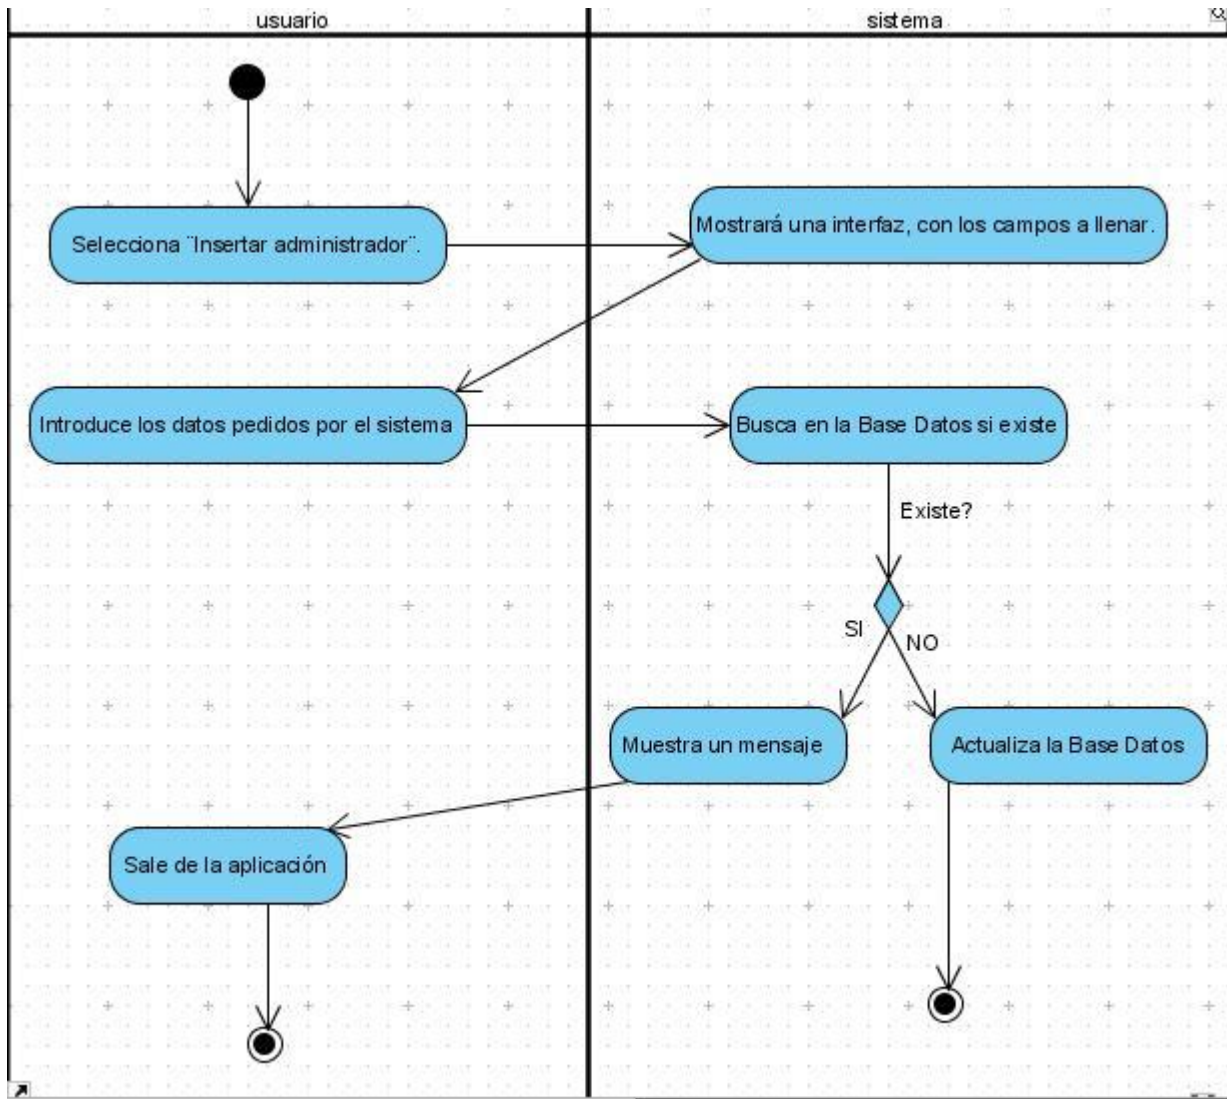 usuario
sistema
Selecciona ¨Insertar administrador¨.
Mostrará una interfaz, con los campos a llenar.
Introduce los datos pedidos por el sistema
Busca en la Base Datos si existe
Existe?
SI
NO
Muestra un mensaje
Actualiza la Base Datos
Sale de la aplicación